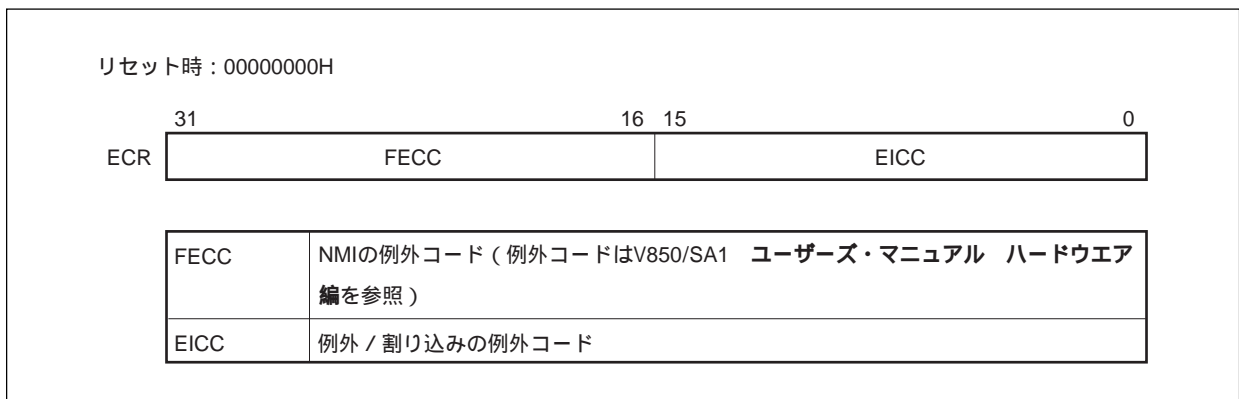 リセット時：00000000H
31 16 15 0
ECR FECC EICC
FECC NMIの例外コード（例外コードはV850/SA1　ユーザーズ・マニュアル　ハードウエア
編を参照）
EICC 例外／割り込みの例外コード